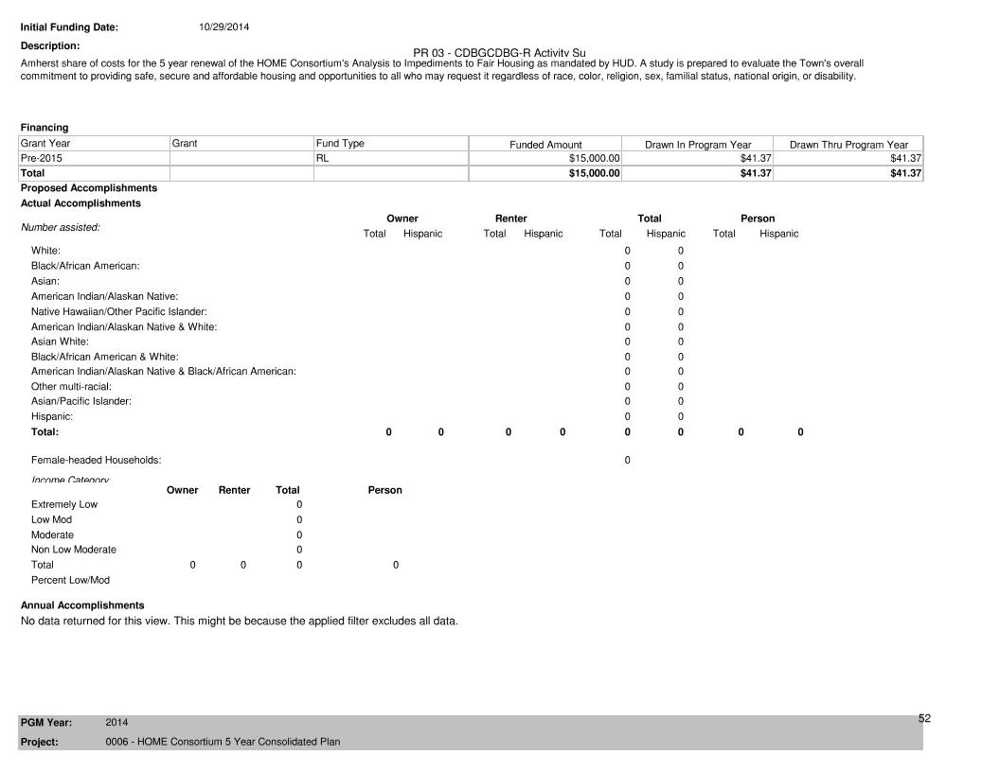 Initial Funding Date: 10/29/2014
Description:
PR 03 - CDBGCDBG-R Activity Su
Amherst share of costs for the 5 year renewal of the HOME Consortium's Analysis to Impediments to Fair Housing as mandated by HUD. A study is prepared to evaluate the Town's overall
commitment to providing safe, secure and affordable housing and opportunities to all who may request it regardless of race, color, religion, sex, familial status, national origin, or disability.
Financing
Grant Year Grant Fund Type Funded Amount Drawn In Program Year Drawn Thru Program Year
Pre-2015 RL $15,000.00 $41.37 $41.37
Total $15,000.00 $41.37 $41.37
Proposed Accomplishments
Actual Accomplishments
Owner Renter Total Person
Number assisted: Total Hispanic Total Hispanic Total Hispanic Total Hispanic
White: 0 0
Black/African American: 0 0
Asian: 0 0
American Indian/Alaskan Native: 0 0
Native Hawaiian/Other Pacific Islander: 0 0
American Indian/Alaskan Native & White: 0 0
Asian White: 0 0
Black/African American & White: 0 0
American Indian/Alaskan Native & Black/African American: 0 0
Other multi-racial: 0 0
Asian/Pacific Islander: 0 0
Hispanic: 0 0
Total: 0 0 0 0 0 0 0 0
Female-headed Households: 0
Income Category:
Owner Renter Total Person
Extremely Low 0
Low Mod 0
Moderate 0
Non Low Moderate 0
Total 0 0 0 0
Percent Low/Mod
Annual Accomplishments
No data returned for this view. This might be because the applied filter excludes all data.
52
PGM Year: 2014
Project: 0006 - HOME Consortium 5 Year Consolidated Plan